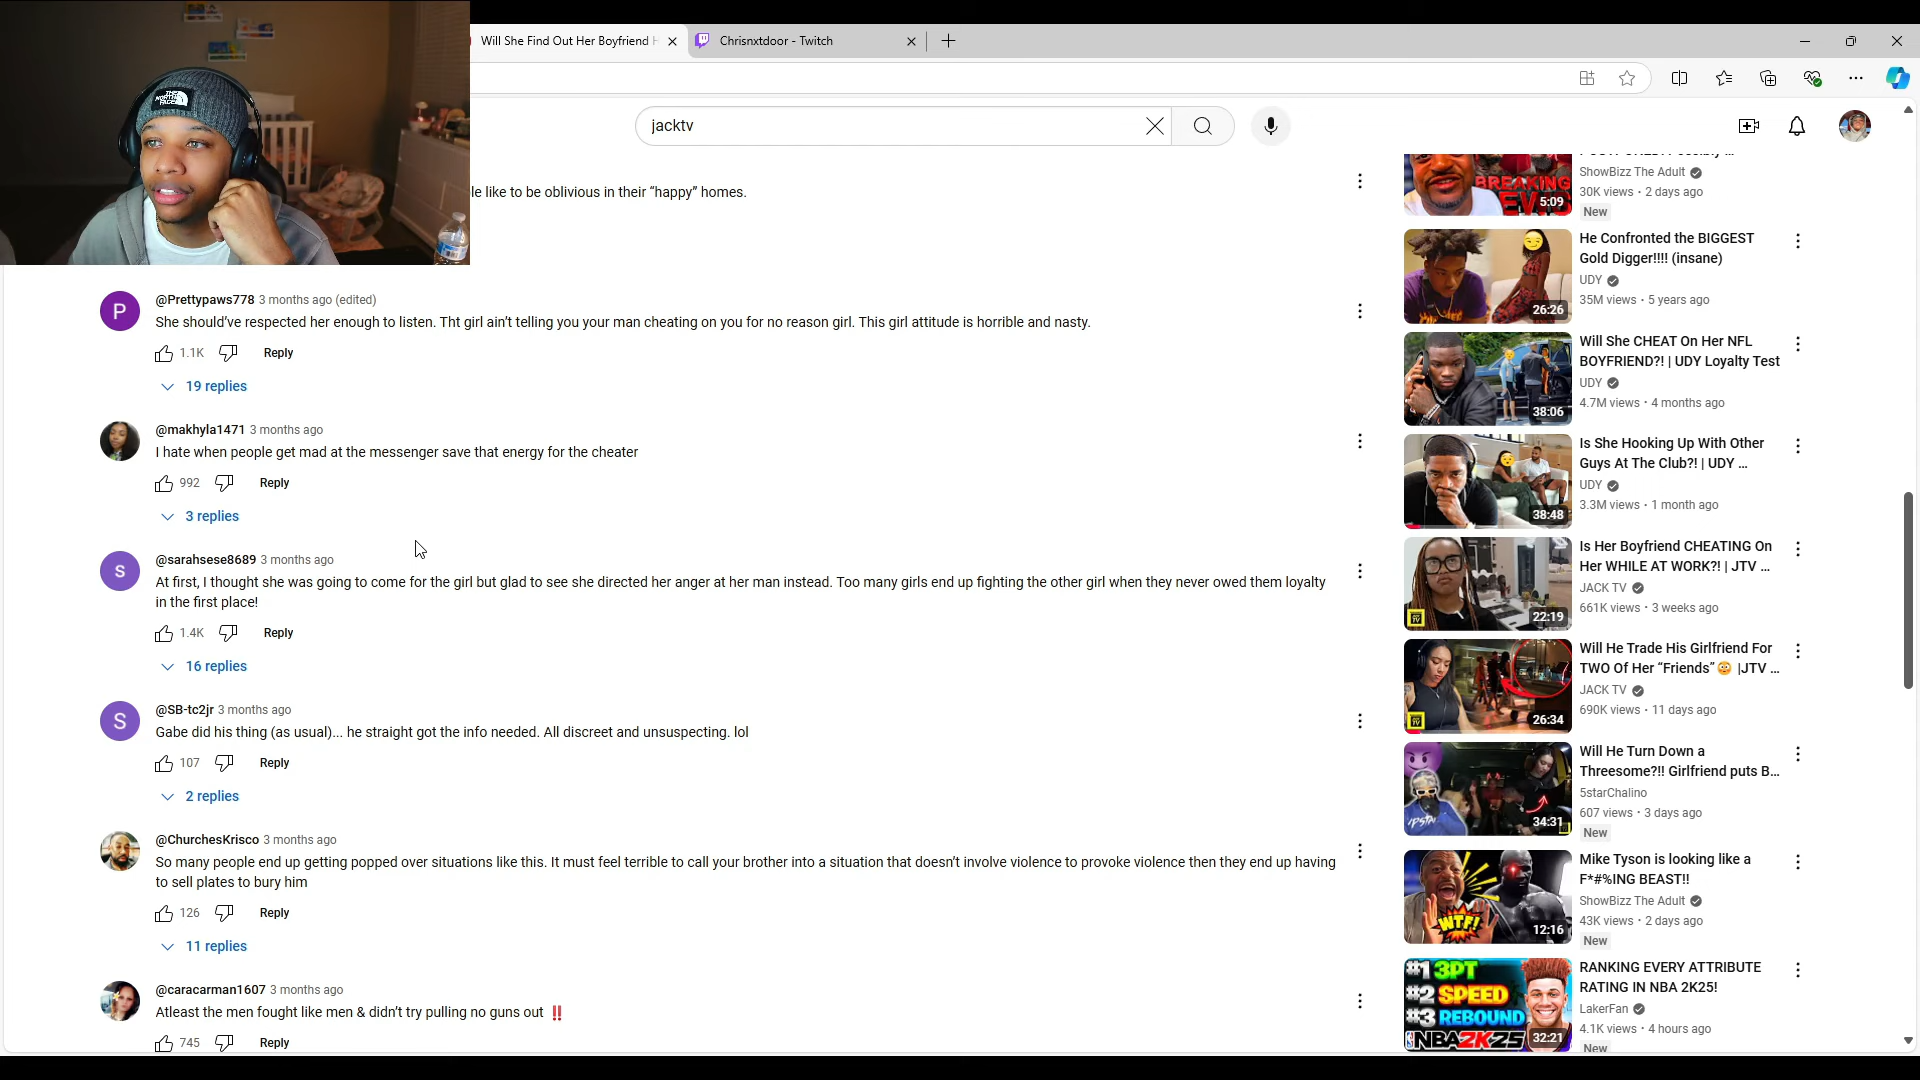 Will She Find Out Her Boyfriend H
Chrisnxtdoor - Twitch
THE NORTH FACE
jacktv
le like to be oblivious in their “happy” homes.
@Prettypaws778 3 months ago (edited)
She should’ve respected her enough to listen. Tht girl ain’t telling you your man cheating on you for no reason girl. This girl attitude is horrible and nasty.
1.1K Reply
19 replies
@makhyla1471 3 months ago
I hate when people get mad at the messenger save that energy for the cheater
992 Reply
3 replies
@sarahsese8689 3 months ago
At first, I thought she was going to come for the girl but glad to see she directed her anger at her man instead. Too many girls end up fighting the other girl when they never owed them loyalty
in the first place!
1.4K Reply
16 replies
@SB-tc2jr 3 months ago
Gabe did his thing (as usual)... he straight got the info needed. All discreet and unsuspecting. lol
107 Reply
2 replies
@ChurchesKrisco 3 months ago
So many people end up getting popped over situations like this. It must feel terrible to call your brother into a situation that doesn’t involve violence to provoke violence then they end up having
to sell plates to bury him
126 Reply
11 replies
@caracarman1607 3 months ago
Atleast the men fought like men & didn’t try pulling no guns out ‼️
745 Reply
P
S
S
BREAKING
5:09
ShowBizz The Adult
30K views • 2 days ago
New
26:26
He Confronted the BIGGEST
Gold Digger!!!! (insane)
UDY
35M views • 5 years ago
38:06
Will She CHEAT On Her NFL
BOYFRIEND?! | UDY Loyalty Test
UDY
4.7M views • 4 months ago
38:48
Is She Hooking Up With Other
Guys At The Club?! | UDY ...
UDY
3.3M views • 1 month ago
22:19
Is Her Boyfriend CHEATING On
Her WHILE AT WORK?! | JTV ...
JACK TV
661K views • 3 weeks ago
26:34
Will He Trade His Girlfriend For
TWO Of Her “Friends”😳 |JTV ...
JACK TV
690K views • 11 days ago
34:31
Will He Turn Down a
Threesome?!! Girlfriend puts B...
5starChalino
607 views • 3 days ago
New
WTF!
12:16
Mike Tyson is looking like a
F*#%ING BEAST!!
ShowBizz The Adult
43K views • 2 days ago
New
#1 3PT
#2 SPEED
#3 REBOUND
NBA2K25
32:21
RANKING EVERY ATTRIBUTE
RATING IN NBA 2K25!
LakerFan
4.1K views • 4 hours ago
New